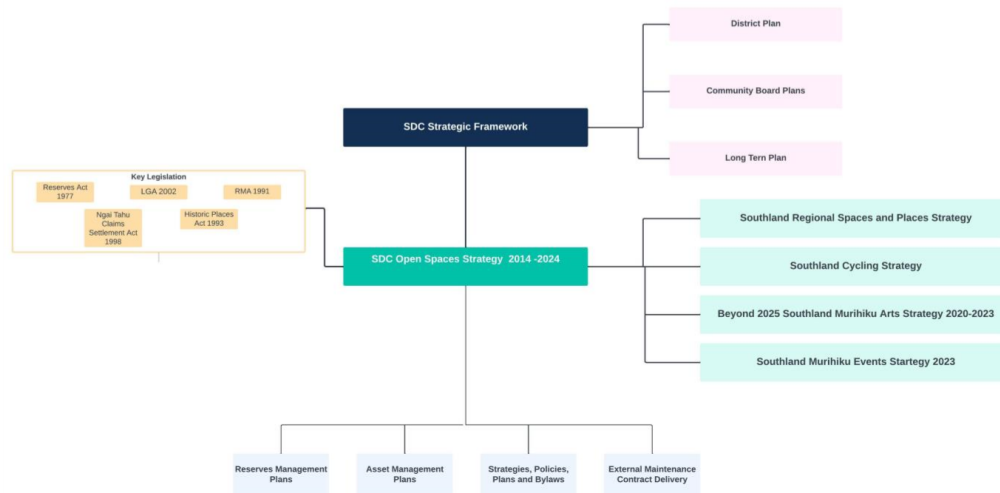 District Plan
Community Board Plans
SDC Strategic Framework
Long Tern Plan
Key Legislation
Reserves Act
1977
LGA 2002
RMA 1991
Ngai Tahu
Claims
Settlement Act
1998
Historic Places
Act 1993
SDC Open Spaces Strategy 2014 -2024
Southland Regional Spaces and Places Strategy
Southland Cycling Strategy
Beyond 2025 Southland Murihiku Arts Strategy 2020-2023
Southland Murihiku Events Startegy 2023
Reserves Management
Plans
Asset Management
Plans
Strategies, Policies,
Plans and Bylaws
External Maintenance
Contract Delivery